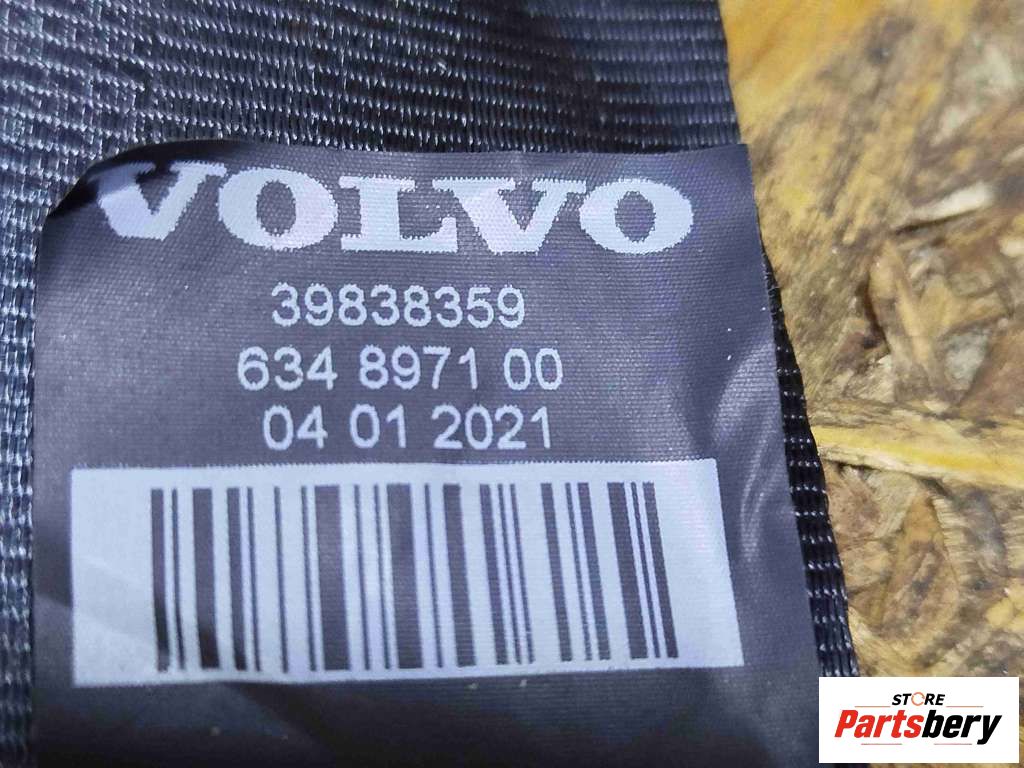 VOLVO
39838359
634 8971 00
04 01 2021
STORE
Partsbery